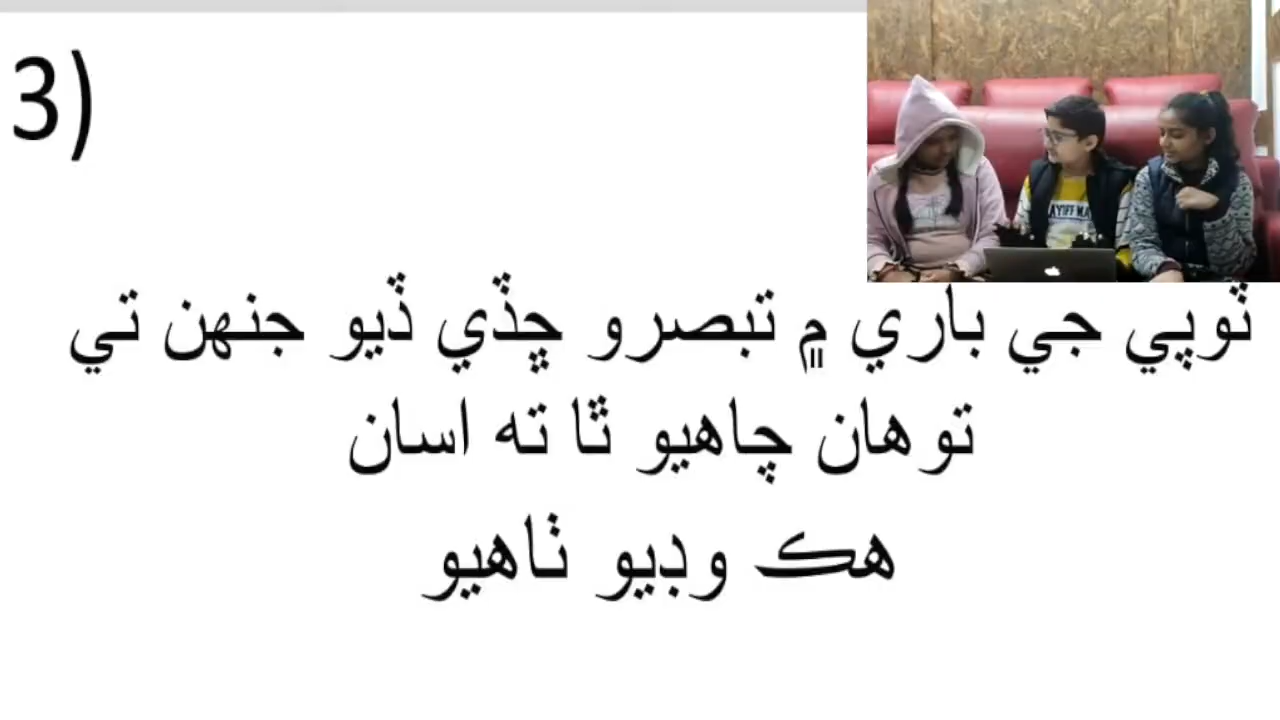 3)
ٽوپي جي باري ۾ تبصرو ڇڏي ڏيو جنهن تي
توهان چاهيو ٿا ته اسان
هڪ وڊيو ٺاهيو